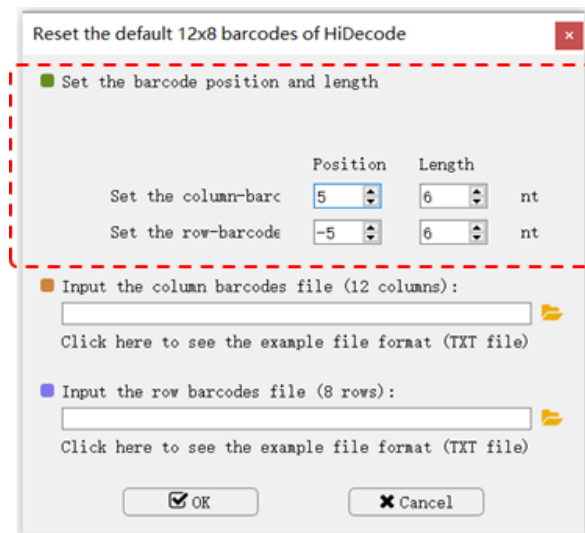 Reset the default 12x8 barcodes of HiDecode
Set the barcode position and length
Position Length
Set the column-barc 5 6 nt
Set the row-barcode -5 6 nt
Input the column barcodes file (12 columns):
Click here to see the example file format (TXT file)
Input the row barcodes file (8 rows):
Click here to see the example file format (TXT file)
OK Cancel